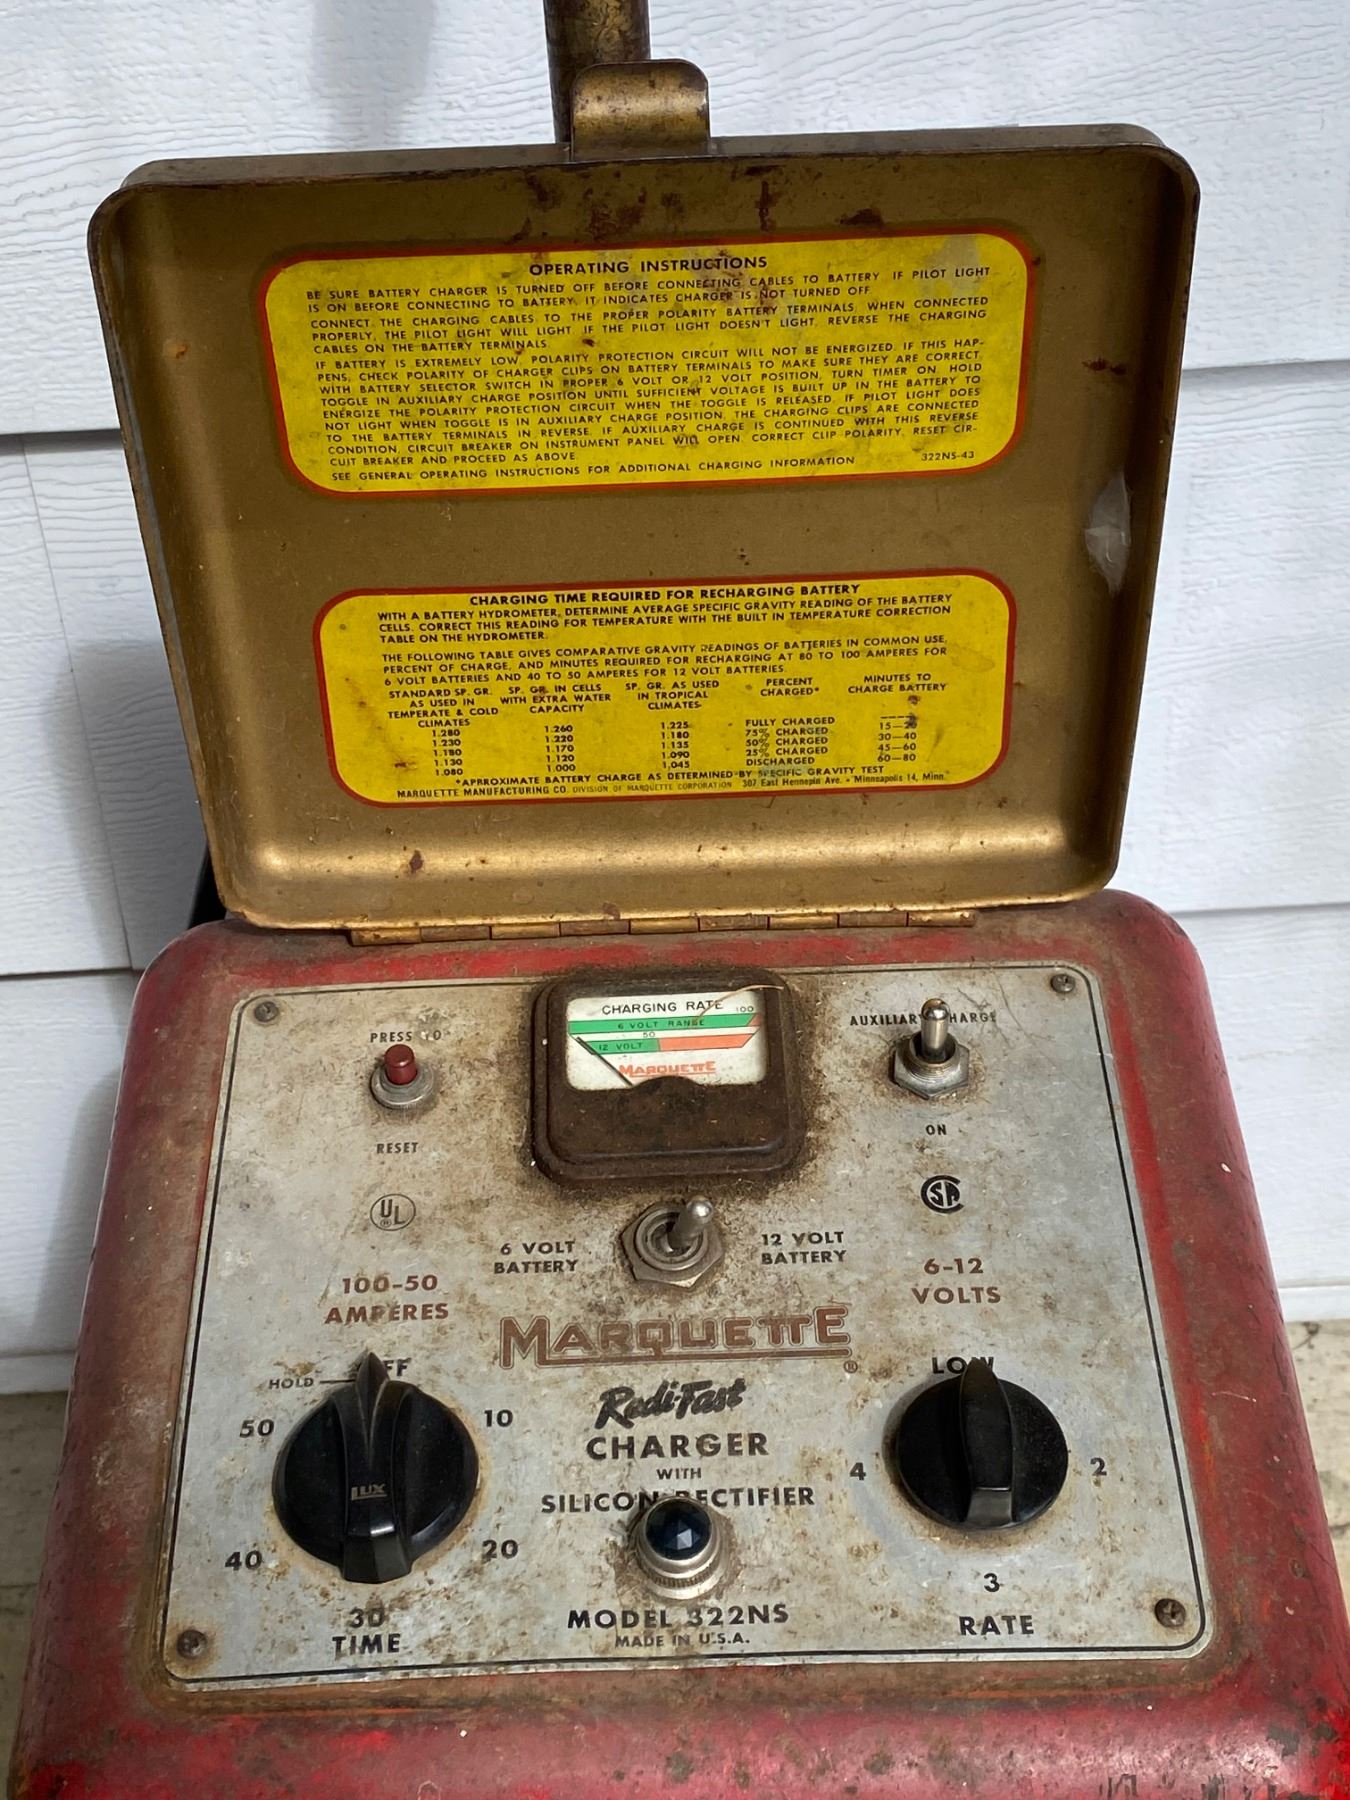 OPERATING INSTRUCTIONS
BE SURE BATTERY CHARGER IS TURNED OFF BEFORE CONNECTING CABLES TO BATTERY. IF PILOT LIGHT
IS ON BEFORE CONNECTING TO BATTERY, IT INDICATES CHARGER IS NOT TURNED OFF
CONNECT THE CHARGING CABLES TO THE PROPER POLARITY BATTERY TERMINALS. WHEN CONNECTED
PROPERLY, THE PILOT LIGHT WILL LIGHT. IF THE PILOT LIGHT DOESN'T LIGHT, REVERSE THE CHARGING
CABLES ON THE BATTERY TERMINALS.
IF BATTERY IS EXTREMELY LOW, POLARITY PROTECTION CIRCUIT WILL NOT BE ENERGIZED. IF THIS HAP-
PENS, CHECK POLARITY OF CHARGER CLIPS ON BATTERY TERMINALS TO MAKE SURE THEY ARE CORRECT.
WITH BATTERY SELECTOR SWITCH IN PROPER 6 VOLT OR 12 VOLT POSITION, TURN TIMER ON. HOLD
TOGGLE IN AUXILIARY CHARGE POSITION UNTIL SUFFICIENT VOLTAGE IS BUILT UP IN THE BATTERY TO
ENERGIZE THE POLARITY PROTECTION CIRCUIT WHEN THE TOGGLE IS RELEASED. IF PILOT LIGHT DOES
NOT LIGHT WHEN TOGGLE IS IN AUXILIARY CHARGE POSITION, THE CHARGING CLIPS ARE CONNECTED
TO THE BATTERY TERMINALS IN REVERSE. IF AUXILIARY CHARGE IS CONTINUED WITH THIS REVERSE
CONDITION, CIRCUIT BREAKER ON INSTRUMENT PANEL WILL OPEN. CORRECT CLIP POLARITY, RESET CIR-
CUIT BREAKER AND PROCEED AS ABOVE.
SEE GENERAL OPERATING INSTRUCTIONS FOR ADDITIONAL CHARGING INFORMATION 322NS-43
CHARGING TIME REQUIRED FOR RECHARGING BATTERY
WITH A BATTERY HYDROMETER, DETERMINE AVERAGE SPECIFIC GRAVITY READING OF THE BATTERY
CELLS. CORRECT THIS READING FOR TEMPERATURE WITH THE BUILT IN TEMPERATURE CORRECTION
TABLE ON THE HYDROMETER.
THE FOLLOWING TABLE GIVES COMPARATIVE GRAVITY READINGS OF BATTERIES IN COMMON USE,
PERCENT OF CHARGE, AND MINUTES REQUIRED FOR RECHARGING AT 80 TO 100 AMPERES FOR
6 VOLT BATTERIES AND 40 TO 50 AMPERES FOR 12 VOLT BATTERIES.
STANDARD SP. GR. SP. GR. IN CELLS SP. GR. AS USED PERCENT MINUTES TO
AS USED IN WITH EXTRA WATER IN TROPICAL CHARGED* CHARGE BATTERY
TEMPERATE & COLD CAPACITY CLIMATES
CLIMATES
1.280 1.260 1.225 FULLY CHARGED ----
1.230 1.220 1.180 75% CHARGED 15—20
1.180 1.170 1.135 50% CHARGED 30—40
1.130 1.120 1.090 25% CHARGED 45—60
1.080 1.000 1.045 DISCHARGED 60—80
*APPROXIMATE BATTERY CHARGE AS DETERMINED BY SPECIFIC GRAVITY TEST
MARQUETTE MANUFACTURING CO. DIVISION OF MARQUETTE CORPORATION 307 East Hennepin Ave. • Minneapolis 14, Minn.
CHARGING RATE
100
6 VOLT RANGE
50
12 VOLT
MARQUETTE
PRESS TO
RESET
AUXILIARY CHARGE
ON
UL
CSA
6 VOLT
BATTERY
12 VOLT
BATTERY
100-50
AMPERES
6-12
VOLTS
MARQUETTE
®
Redi-Fast
CHARGER
WITH
SILICON RECTIFIER
MODEL 322NS
MADE IN U.S.A.
OFF
HOLD
50
10
LUX
40
20
30
TIME
LOW
4
2
3
RATE